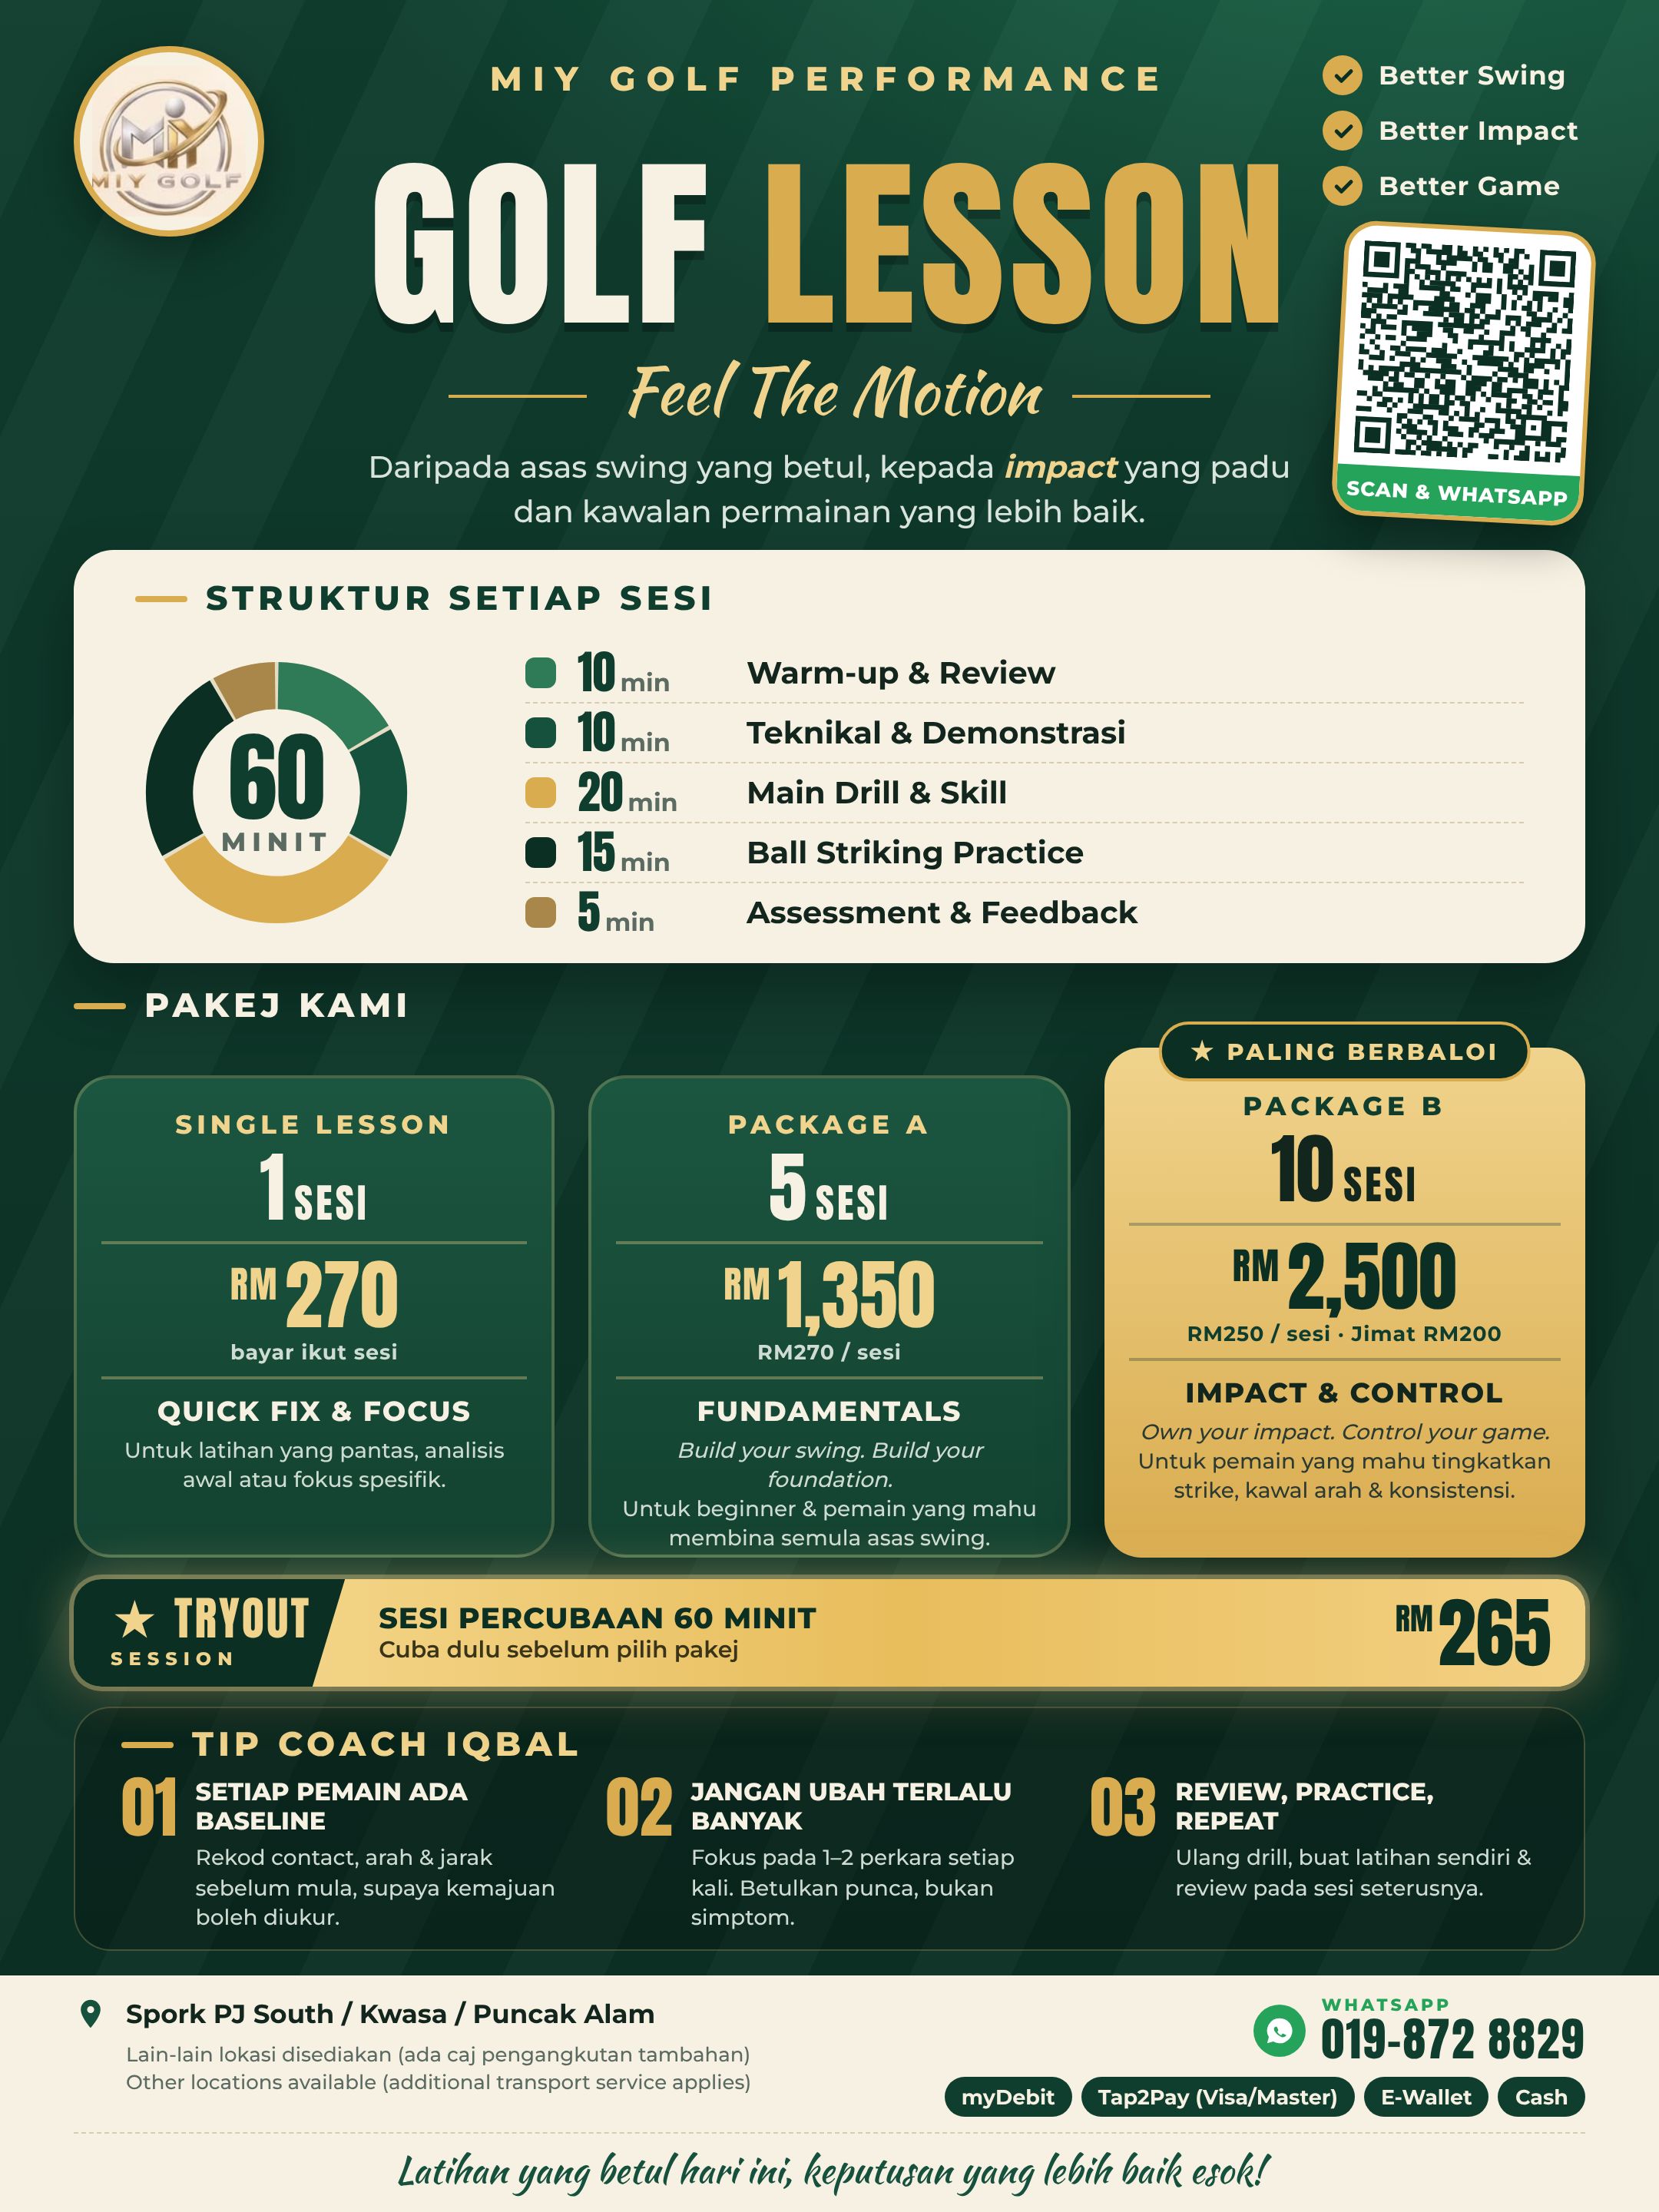 MIY GOLF
MIY GOLF PERFORMANCE
Better Swing
Better Impact
Better Game
GOLF LESSON
Feel The Motion
Daripada asas swing yang betul, kepada impact yang padu
dan kawalan permainan yang lebih baik.
SCAN & WHATSAPP
STRUKTUR SETIAP SESI
60
MINIT
10 min Warm-up & Review
10 min Teknikal & Demonstrasi
20 min Main Drill & Skill
15 min Ball Striking Practice
5 min Assessment & Feedback
PAKEJ KAMI
SINGLE LESSON
1 SESI
RM 270
bayar ikut sesi
QUICK FIX & FOCUS
Untuk latihan yang pantas, analisis
awal atau fokus spesifik.
PACKAGE A
5 SESI
RM 1,350
RM270 / sesi
FUNDAMENTALS
Build your swing. Build your
foundation.
Untuk beginner & pemain yang mahu
membina semula asas swing.
★ PALING BERBALOI
PACKAGE B
10 SESI
RM 2,500
RM250 / sesi · Jimat RM200
IMPACT & CONTROL
Own your impact. Control your game.
Untuk pemain yang mahu tingkatkan
strike, kawal arah & konsistensi.
★ TRYOUT
SESSION
SESI PERCUBAAN 60 MINIT
Cuba dulu sebelum pilih pakej
RM 265
TIP COACH IQBAL
01 SETIAP PEMAIN ADA
BASELINE
Rekod contact, arah & jarak
sebelum mula, supaya kemajuan
boleh diukur.
02 JANGAN UBAH TERLALU
BANYAK
Fokus pada 1–2 perkara setiap
kali. Betulkan punca, bukan
simptom.
03 REVIEW, PRACTICE,
REPEAT
Ulang drill, buat latihan sendiri &
review pada sesi seterusnya.
Spork PJ South / Kwasa / Puncak Alam
Lain-lain lokasi disediakan (ada caj pengangkutan tambahan)
Other locations available (additional transport service applies)
WHATSAPP
019-872 8829
myDebit Tap2Pay (Visa/Master) E-Wallet Cash
Latihan yang betul hari ini, keputusan yang lebih baik esok!